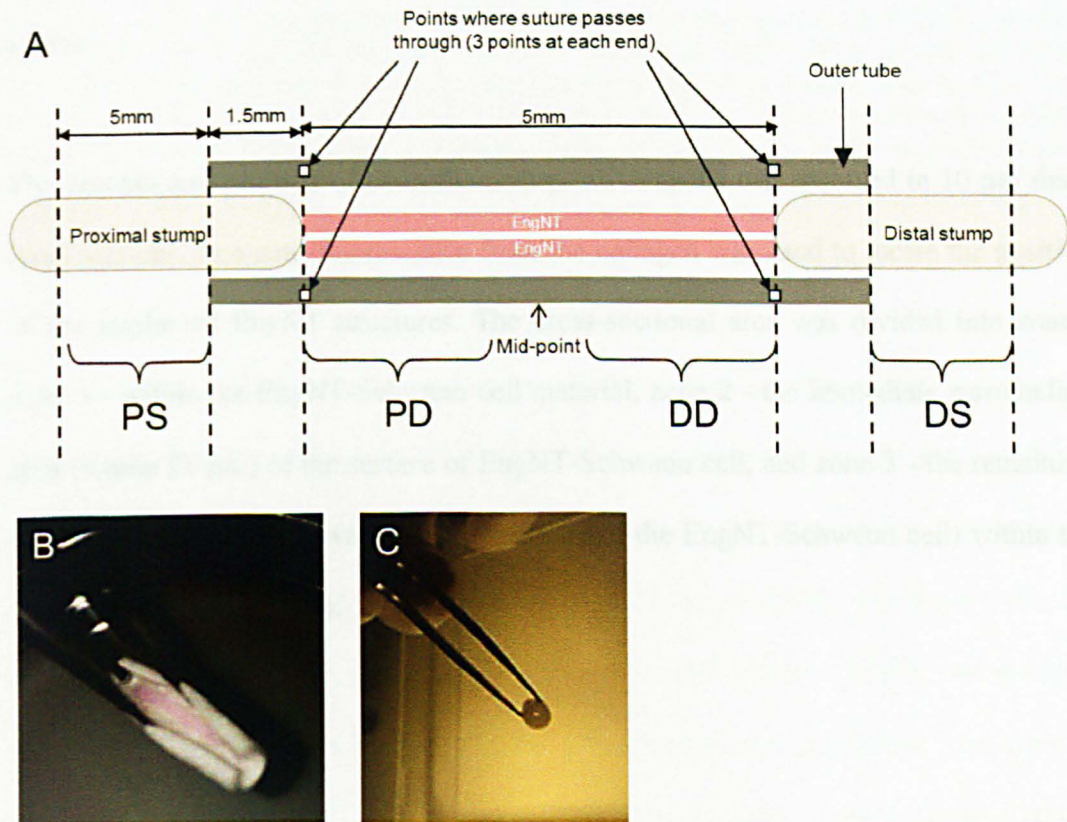 A
Points where suture passes
through (3 points at each end)
Outer tube
5mm
1.5mm
5mm
EngNT
Proximal stump
EngNT
Distal stump
Mid-point
PS
PD
DD
DS
B
C